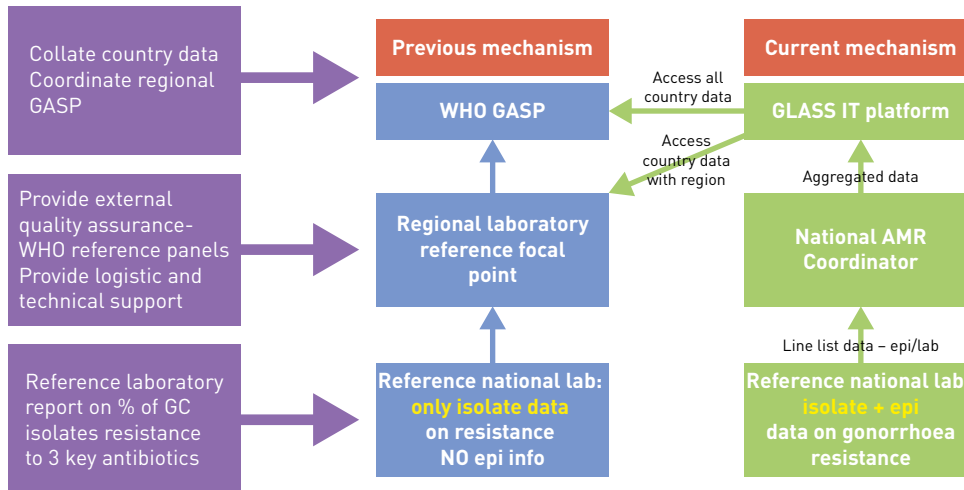 Collate country data
Coordinate regional
GASP
Previous mechanism
Current mechanism
WHO GASP
Access all
country data
GLASS IT platform
Access
country data
with region
Aggregated data
Provide external
quality assurance-
WHO reference panels
Provide logistic and
technical support
Regional laboratory
reference focal
point
National AMR
Coordinator
Line list data – epi/lab
Reference laboratory
report on % of GC
isolates resistance
to 3 key antibiotics
Reference national lab:
only isolate data
on resistance
NO epi info
Reference national lab
isolate + epi
data on gonorrhoea
resistance